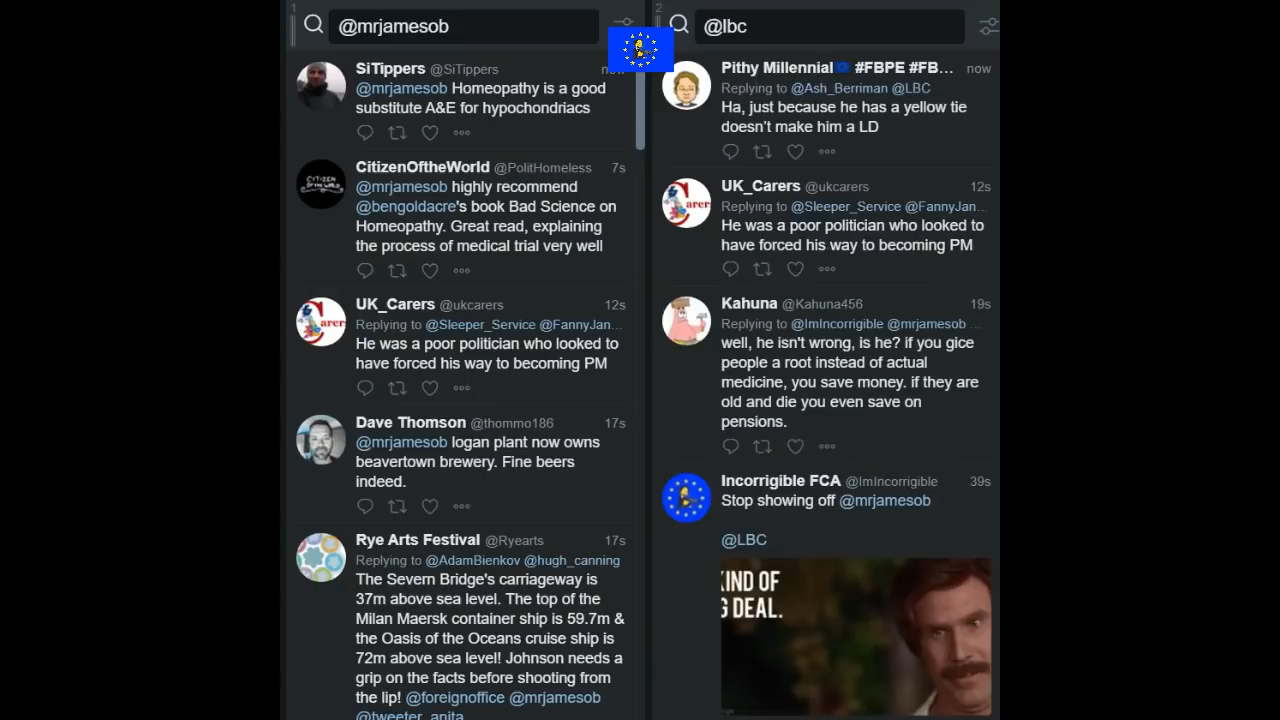 1
@mrjamesob
SiTippers @SiTippers now
@mrjamesob Homeopathy is a good
substitute A&E for hypochondriacs
CitizenOftheWorld @PolitHomeless 7s
@mrjamesob highly recommend
@bengoldacre's book Bad Science on
Homeopathy. Great read, explaining
the process of medical trial very well
UK_Carers @ukcarers 12s
Replying to @Sleeper_Service @FannyJan...
He was a poor politician who looked to
have forced his way to becoming PM
Dave Thomson @thommo186 17s
@mrjamesob logan plant now owns
beavertown brewery. Fine beers
indeed.
Rye Arts Festival @Ryearts 17s
Replying to @AdamBienkov @hugh_canning
The Severn Bridge's carriageway is
37m above sea level. The top of the
Milan Maersk container ship is 59.7m &
the Oasis of the Oceans cruise ship is
72m above sea level! Johnson needs a
grip on the facts before shooting from
the lip! @foreignoffice @mrjamesob
@tweeter_anita
2
@lbc
Pithy Millennial #FBPE #FB... now
Replying to @Ash_Berriman @LBC
Ha, just because he has a yellow tie
doesn't make him a LD
UK_Carers @ukcarers 12s
Replying to @Sleeper_Service @FannyJan...
He was a poor politician who looked to
have forced his way to becoming PM
Kahuna @Kahuna456 19s
Replying to @ImIncorrigible @mrjamesob ...
well, he isn't wrong, is he? if you gice
people a root instead of actual
medicine, you save money. if they are
old and die you even save on
pensions.
Incorrigible FCA @ImIncorrigible 39s
Stop showing off @mrjamesob
@LBC
KIND OF
G DEAL.